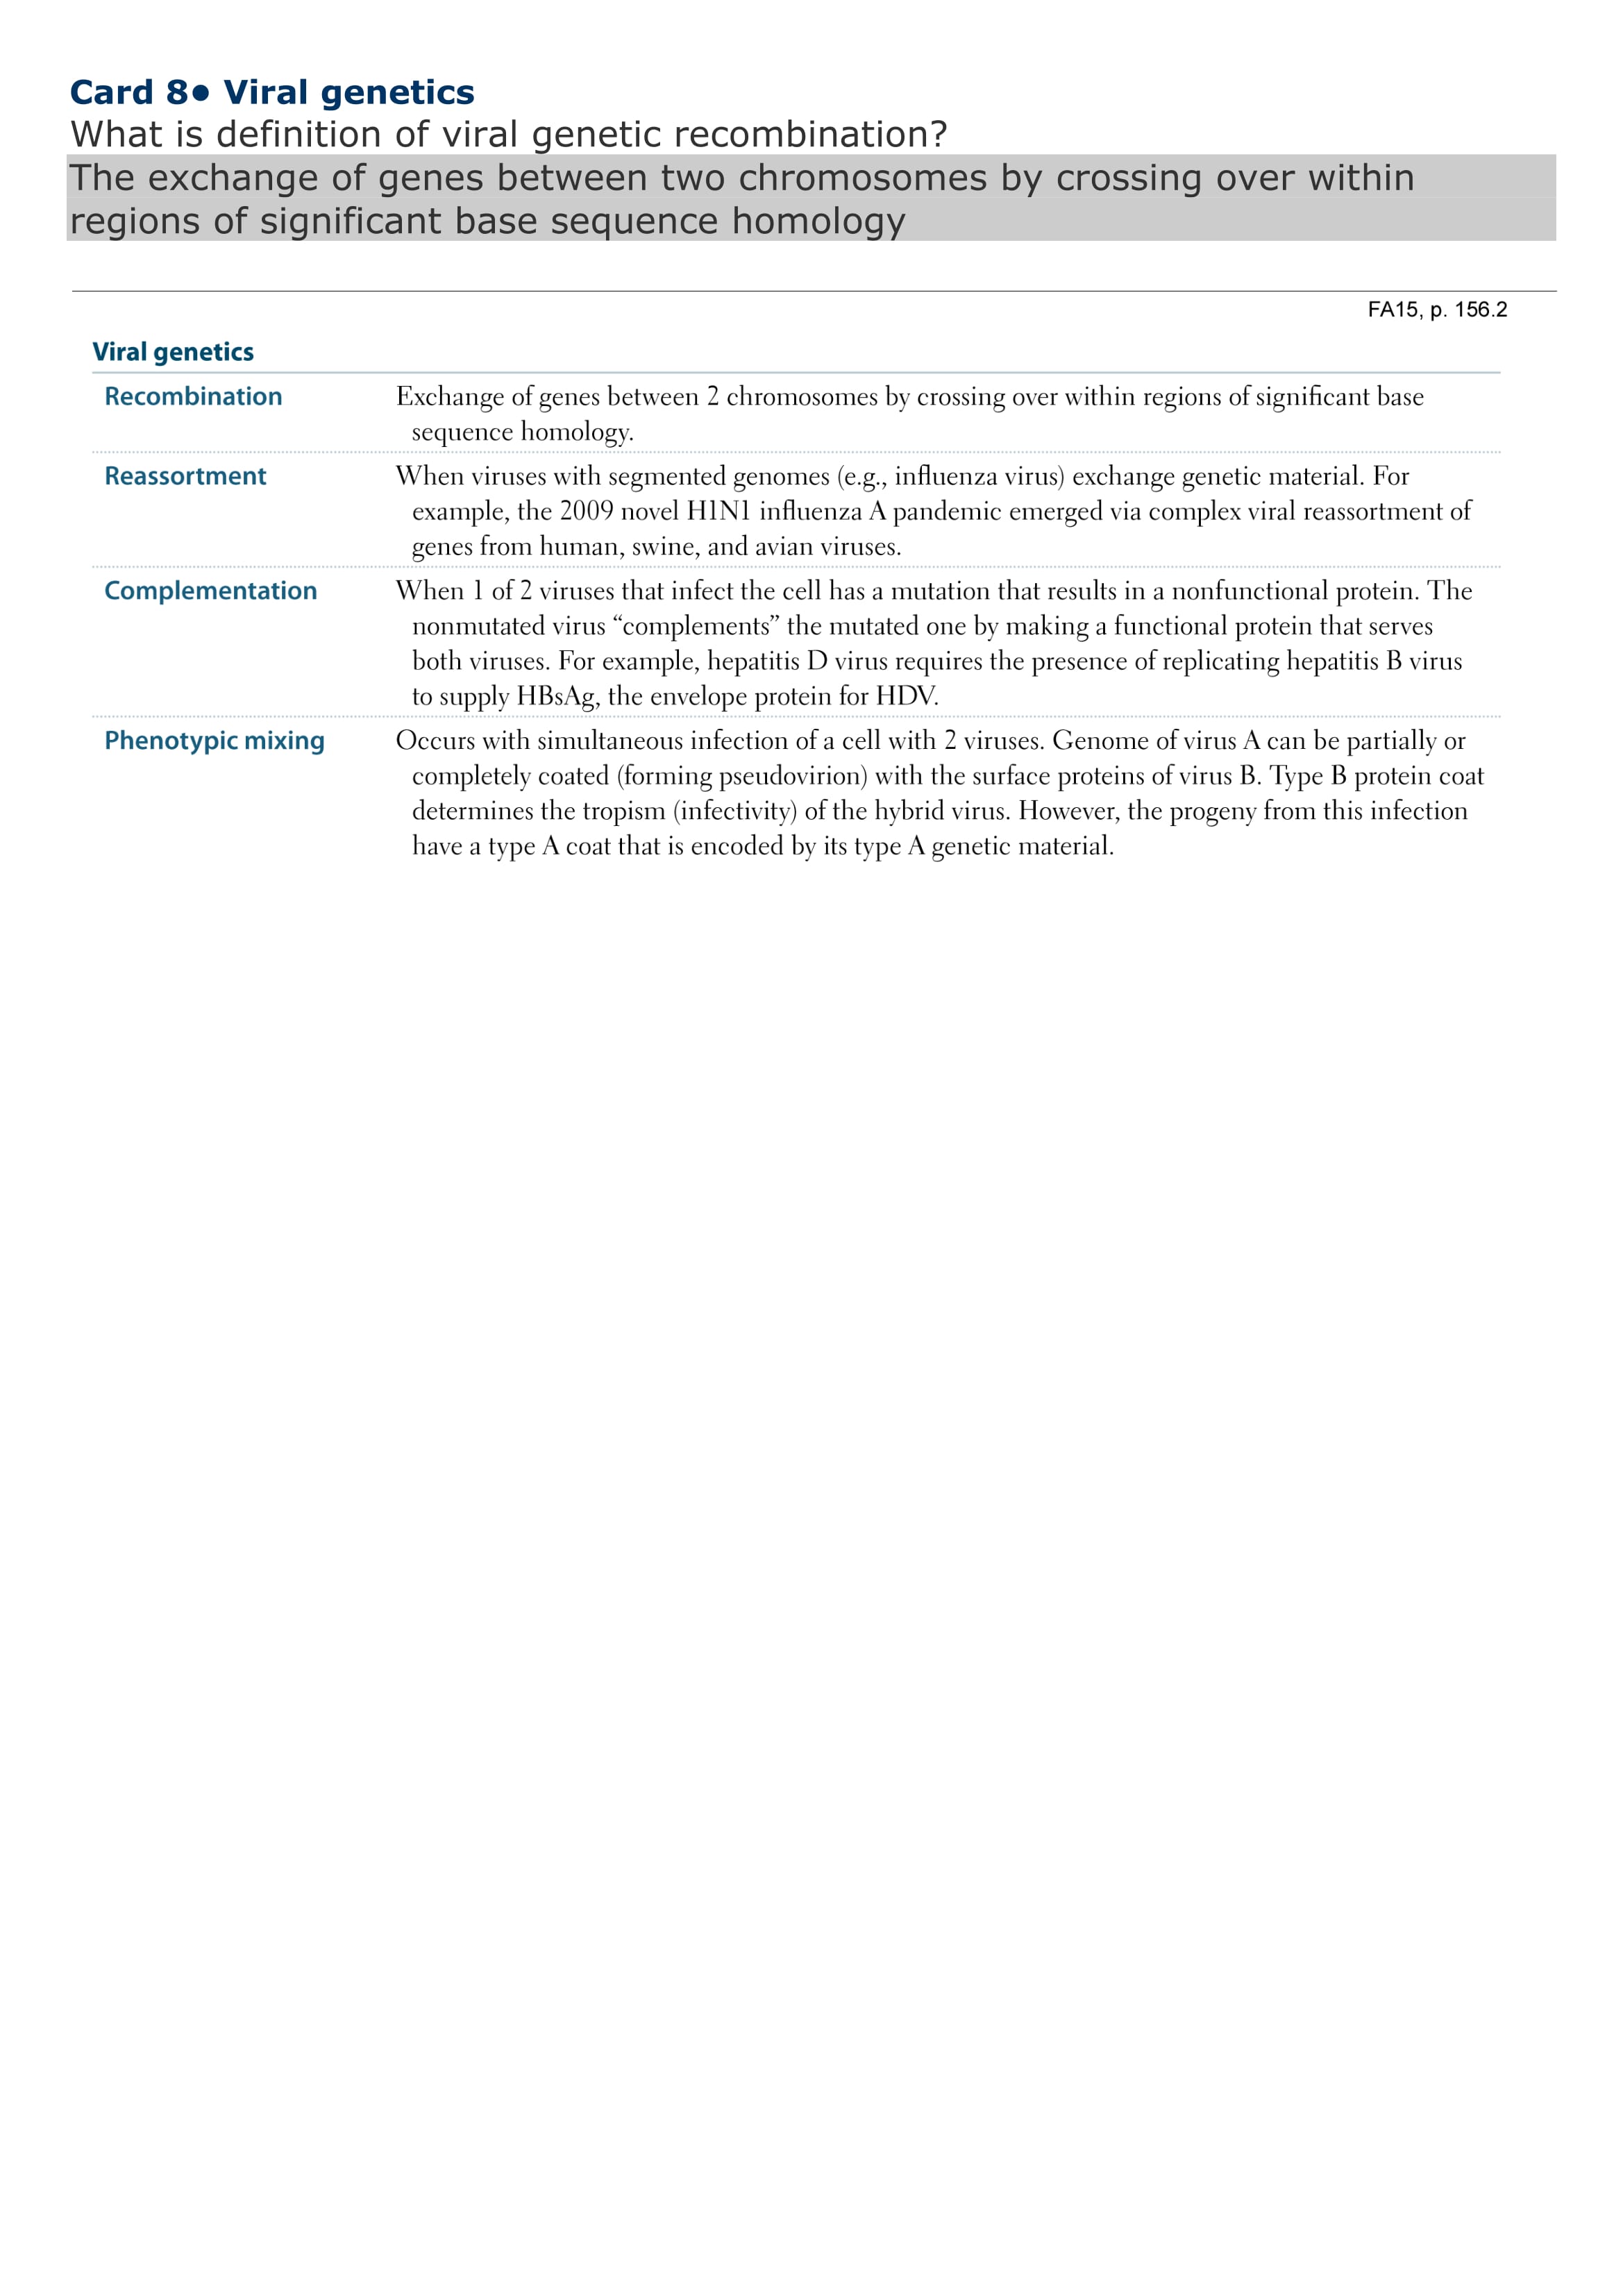 Card 8• Viral genetics
What is definition of viral genetic recombination?
The exchange of genes between two chromosomes by crossing over within
regions of significant base sequence homology
FA15, p. 156.2
Viral genetics
Recombination Exchange of genes between 2 chromosomes by crossing over within regions of significant base
sequence homology.
Reassortment When viruses with segmented genomes (e.g., influenza virus) exchange genetic material. For
example, the 2009 novel H1N1 influenza A pandemic emerged via complex viral reassortment of
genes from human, swine, and avian viruses.
Complementation When 1 of 2 viruses that infect the cell has a mutation that results in a nonfunctional protein. The
nonmutated virus “complements” the mutated one by making a functional protein that serves
both viruses. For example, hepatitis D virus requires the presence of replicating hepatitis B virus
to supply HBsAg, the envelope protein for HDV.
Phenotypic mixing Occurs with simultaneous infection of a cell with 2 viruses. Genome of virus A can be partially or
completely coated (forming pseudovirion) with the surface proteins of virus B. Type B protein coat
determines the tropism (infectivity) of the hybrid virus. However, the progeny from this infection
have a type A coat that is encoded by its type A genetic material.